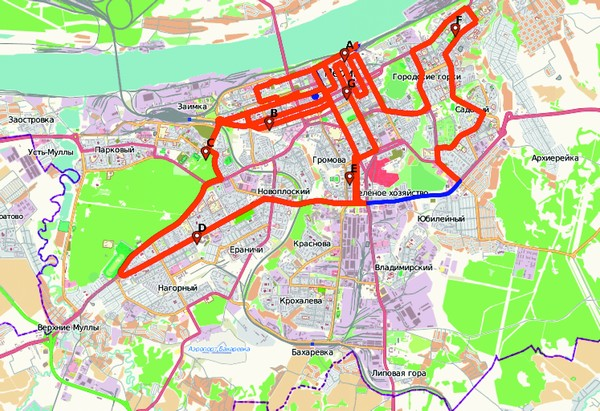 F
A
Городские горки
G
Заимка
Садовый
B
Заостровка
Усть-Муллы
Парковый
C
Громова
Архиерейка
E
Новоплоский
зеленое хозяйство
Юбилейный
D
Ераничи
Краснова
Владимирский
Нагорный
Крохалева
Верхние Муллы
Аэропорт Бахаревка
Бахаревка
Липовая гора